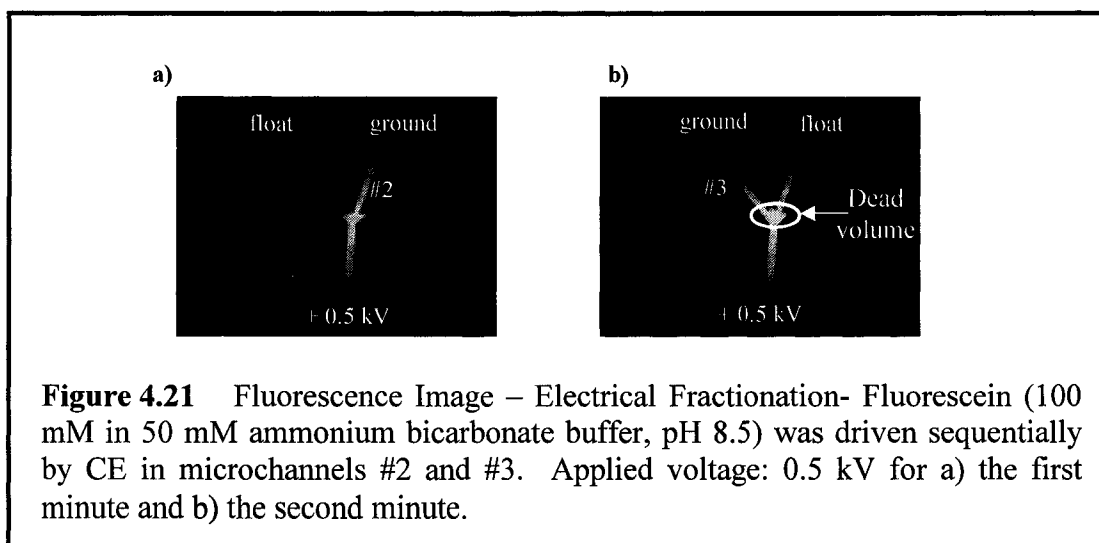 a)
b)
float ground
ground float
#2
#3
Dead
volume
+ 0.5 kV
+ 0.5 kV
Figure 4.21 Fluorescence Image – Electrical Fractionation- Fluorescein (100
mM in 50 mM ammonium bicarbonate buffer, pH 8.5) was driven sequentially
by CE in microchannels #2 and #3. Applied voltage: 0.5 kV for a) the first
minute and b) the second minute.